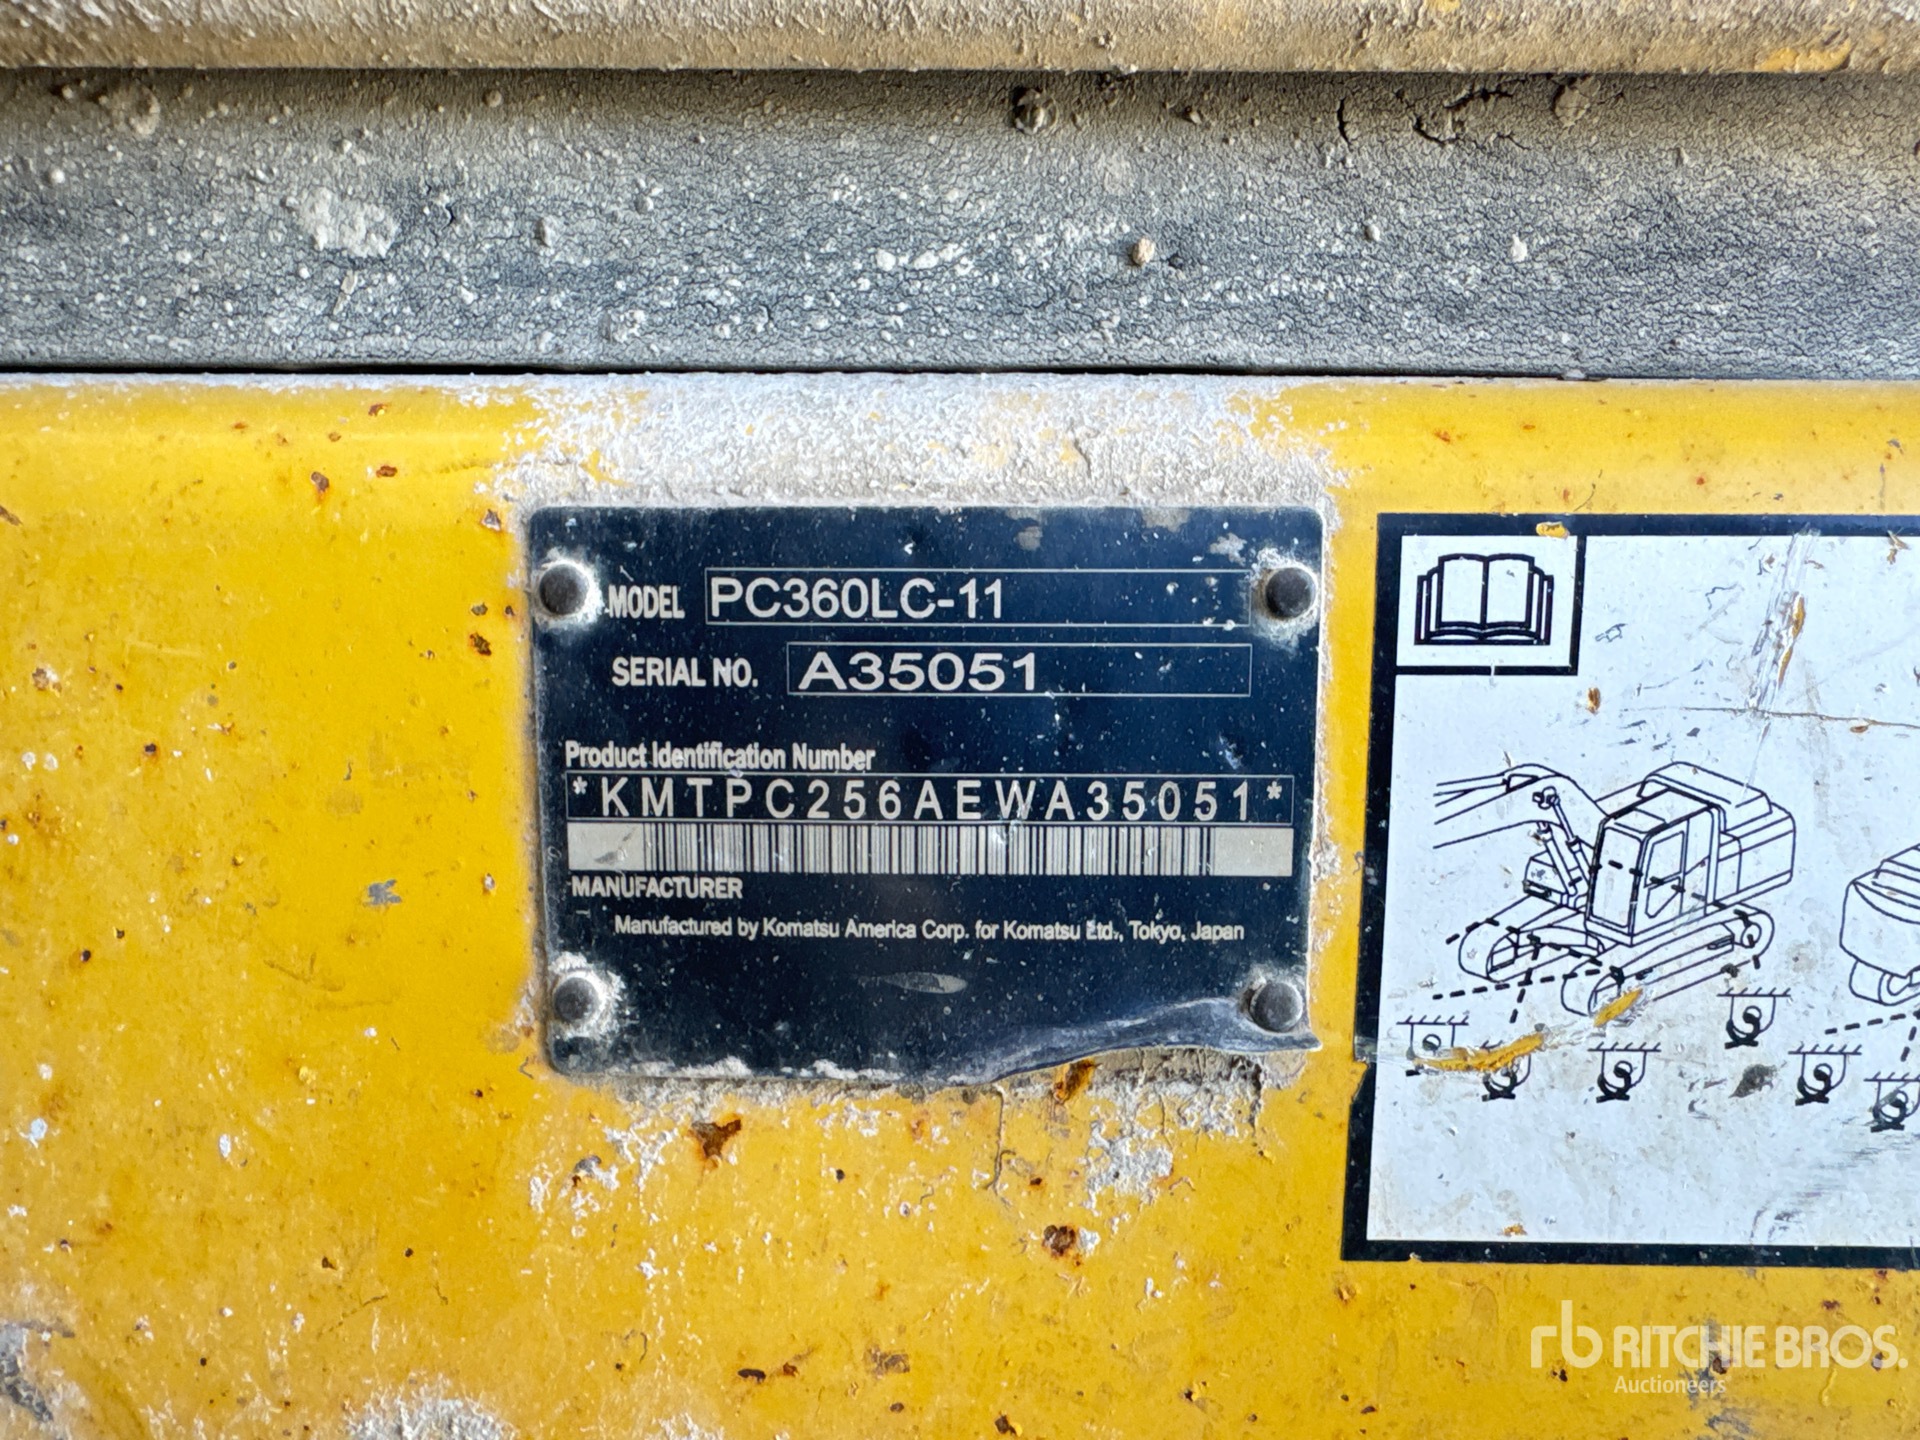 MODEL PC360LC-11
SERIAL NO. A35051
Product Identification Number
*KMTPC256AEWA35051*
MANUFACTURER
Manufactured by Komatsu America Corp. for Komatsu Ltd., Tokyo, Japan
rb RITCHIE BROS.
Auctioneers